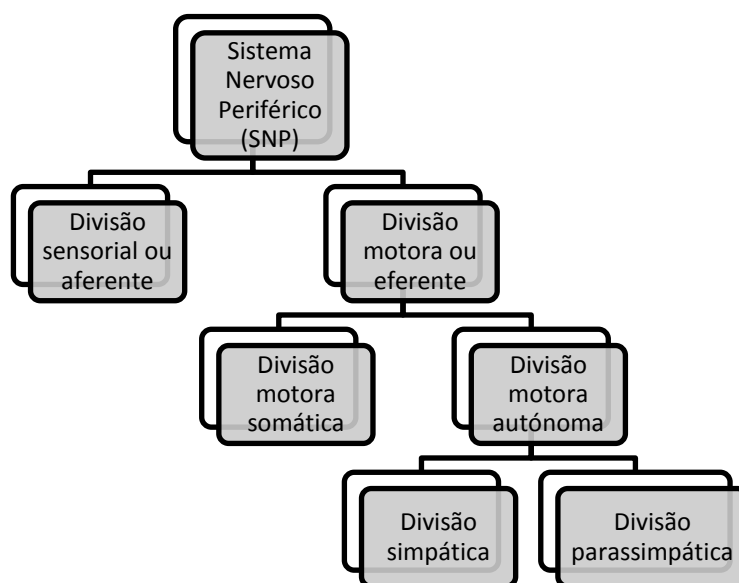 Sistema
Nervoso
Periférico
(SNP)
Divisão
sensorial ou
aferente
Divisão
motora ou
eferente
Divisão
motora
somática
Divisão
motora
autónoma
Divisão
simpática
Divisão
parassimpática